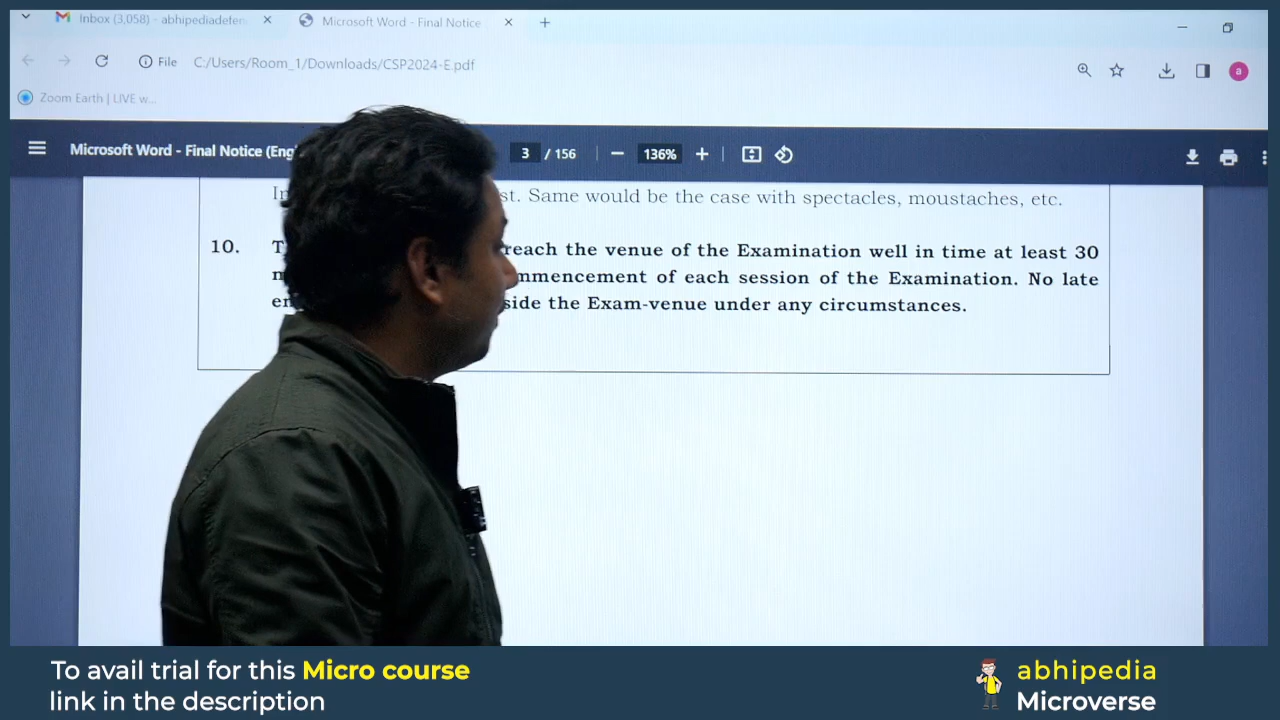 Inbox (3,058) - abhipediadefen
Microsoft Word - Final Notice
File C:/Users/Room_1/Downloads/CSP2024-E.pdf
a
Zoom Earth | LIVE w...
Microsoft Word - Final Notice (Eng
3 / 156
136%
st. Same would be the case with spectacles, moustaches, etc.
10. reach the venue of the Examination well in time at least 30
mmencement of each session of the Examination. No late
side the Exam-venue under any circumstances.
To avail trial for this Micro course
link in the description
abhipedia
Microverse